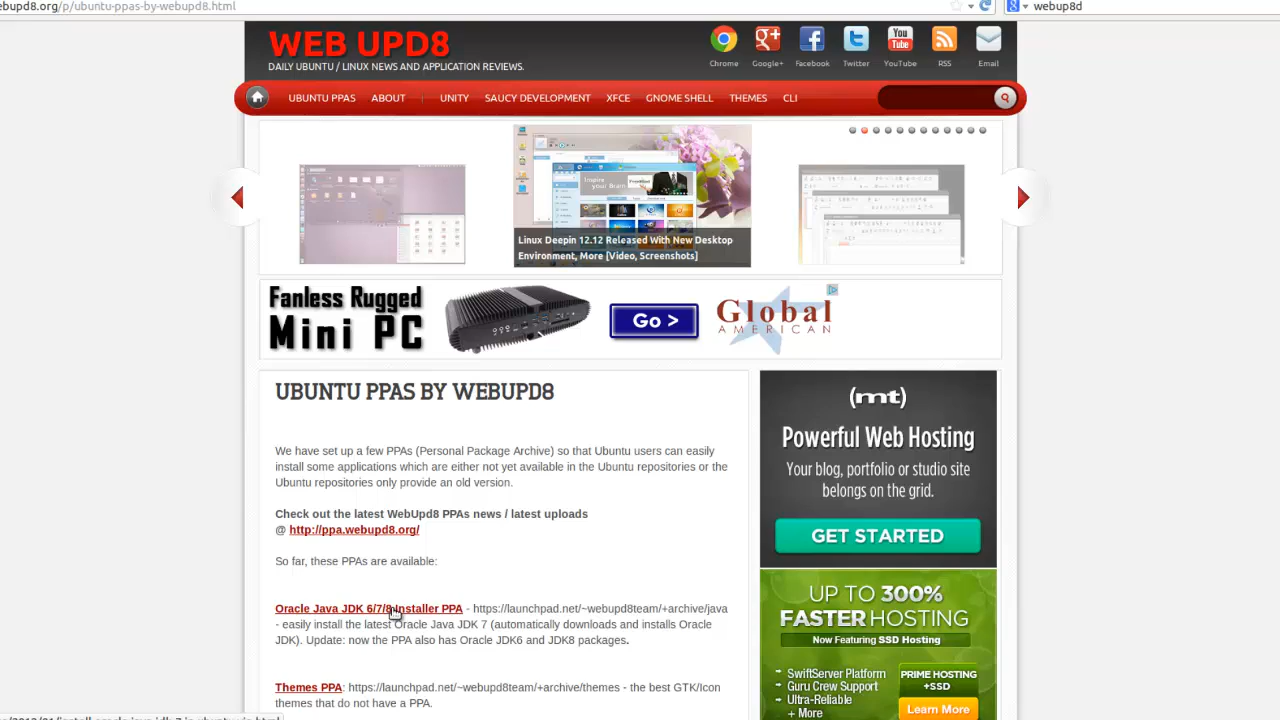 ebupd8.org/p/ubuntu-ppas-by-webupd8.html
webup8d
WEB UPD8
DAILY UBUNTU / LINUX NEWS AND APPLICATION REVIEWS.
Chrome Google+ Facebook Twitter YouTube RSS Email
UBUNTU PPAS ABOUT UNITY SAUCY DEVELOPMENT XFCE GNOME SHELL THEMES CLI
Linux Deepin 12.12 Released With New Desktop
Environment, More [Video, Screenshots]
Fanless Rugged
Mini PC
Go >
Global
AMERICAN
UBUNTU PPAS BY WEBUPD8
We have set up a few PPAs (Personal Package Archive) so that Ubuntu users can easily
install some applications which are either not yet available in the Ubuntu repositories or the
Ubuntu repositories only provide an old version.
Check out the latest WebUpd8 PPAs news / latest uploads
@ http://ppa.webupd8.org/
So far, these PPAs are available:
Oracle Java JDK 6/7/8 Installer PPA - https://launchpad.net/~webupd8team/+archive/java
- easily install the latest Oracle Java JDK 7 (automatically downloads and installs Oracle
JDK). Update: now the PPA also has Oracle JDK6 and JDK8 packages.
Themes PPA: https://launchpad.net/~webupd8team/+archive/themes - the best GTK/Icon
themes that do not have a PPA.
(mt)
Powerful Web Hosting
Your blog, portfolio or studio site
belongs on the grid.
GET STARTED
UP TO 300%
FASTER HOSTING
Now Featuring SSD Hosting
SwiftServer Platform
Guru Crew Support
Ultra-Reliable
+ More
PRIME HOSTING
+SSD
Learn More